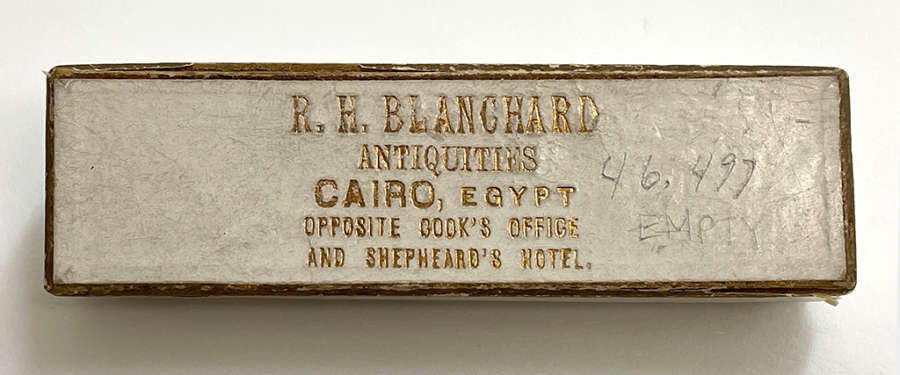 R. H. BLANCHARD
ANTIQUITIES
CAIRO, EGYPT
OPPOSITE COOK'S OFFICE
AND SHEPHEARD'S HOTEL.
46.497
EMPTY